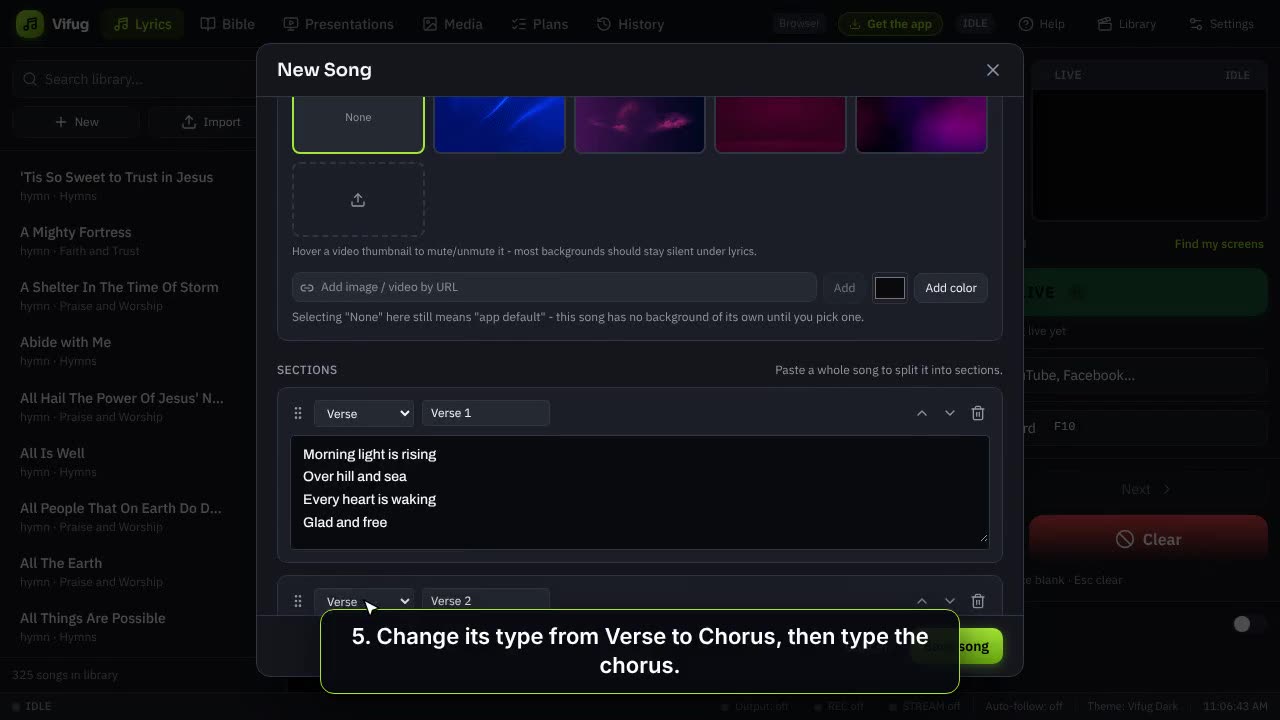 Vifug
Lyrics
Bible
Presentations
Media
Plans
History
Browser
Get the app
IDLE
Help
Library
Settings
Search library...
New
Import
'Tis So Sweet to Trust in Jesus
hymn · Hymns
A Mighty Fortress
hymn · Faith and Trust
A Shelter In The Time Of Storm
hymn · Praise and Worship
Abide with Me
hymn · Hymns
All Hail The Power Of Jesus' N...
hymn · Praise and Worship
All Is Well
hymn · Hymns
All People That On Earth Do D...
hymn · Praise and Worship
All The Earth
hymn · Praise and Worship
All Things Are Possible
hymn · Hymns
325 songs in library
New Song
None
Hover a video thumbnail to mute/unmute it - most backgrounds should stay silent under lyrics.
Add image / video by URL
Add
Add color
Selecting "None" here still means "app default" - this song has no background of its own until you pick one.
SECTIONS
Paste a whole song to split it into sections.
Verse
Verse 1
Morning light is rising
Over hill and sea
Every heart is waking
Glad and free
Verse
Verse 2
song
5. Change its type from Verse to Chorus, then type the
chorus.
LIVE
IDLE
Find my screens
LIVE
live yet
Facebook...
F10
Next
Clear
blank · Esc clear
IDLE
Output: off
REC off
STREAM off
Auto-follow: off
Theme: Vifug Dark
11:06:43 AM